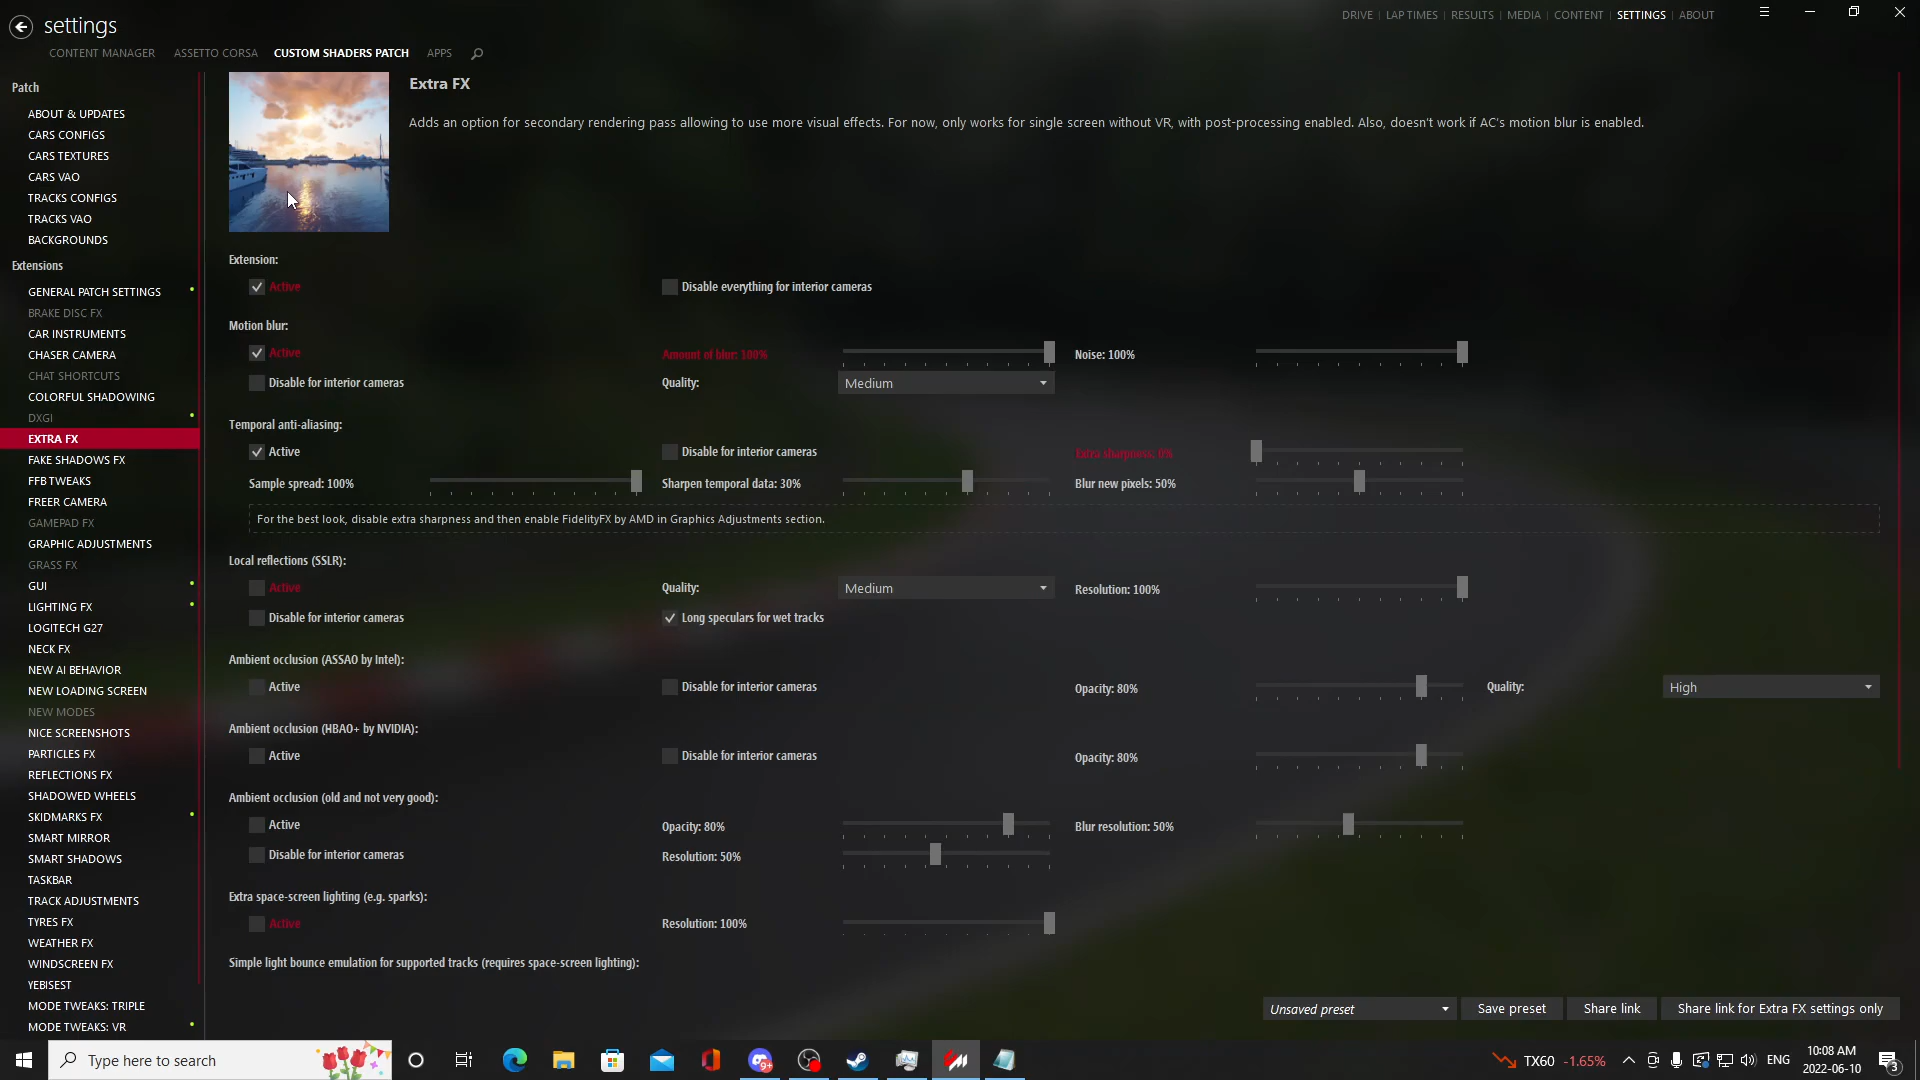 settings
DRIVE | LAP TIMES | RESULTS | MEDIA | CONTENT | SETTINGS | ABOUT
CONTENT MANAGER ASSETTO CORSA CUSTOM SHADERS PATCH APPS
Patch
ABOUT & UPDATES
CARS CONFIGS
CARS TEXTURES
CARS VAO
TRACKS CONFIGS
TRACKS VAO
BACKGROUNDS
Extensions
GENERAL PATCH SETTINGS
BRAKE DISC FX
CAR INSTRUMENTS
CHASER CAMERA
CHAT SHORTCUTS
COLORFUL SHADOWING
DXGI
EXTRA FX
FAKE SHADOWS FX
FFB TWEAKS
FREER CAMERA
GAMEPAD FX
GRAPHIC ADJUSTMENTS
GRASS FX
GUI
LIGHTING FX
LOGITECH G27
NECK FX
NEW AI BEHAVIOR
NEW LOADING SCREEN
NEW MODES
NICE SCREENSHOTS
PARTICLES FX
REFLECTIONS FX
SHADOWED WHEELS
SKIDMARKS FX
SMART MIRROR
SMART SHADOWS
TASKBAR
TRACK ADJUSTMENTS
TYRES FX
WEATHER FX
WINDSCREEN FX
YEBISEST
MODE TWEAKS: TRIPLE
MODE TWEAKS: VR
Extra FX
Adds an option for secondary rendering pass allowing to use more visual effects. For now, only works for single screen without VR, with post-processing enabled. Also, doesn't work if AC's motion blur is enabled.
Extension:
Active Disable everything for interior cameras
Motion blur:
Active Amount of blur: 100% Noise: 100%
Disable for interior cameras Quality: Medium
Temporal anti-aliasing:
Active Disable for interior cameras Extra sharpness: 0%
Sample spread: 100% Sharpen temporal data: 30% Blur new pixels: 50%
For the best look, disable extra sharpness and then enable FidelityFX by AMD in Graphics Adjustments section.
Local reflections (SSLR):
Active Quality: Medium Resolution: 100%
Disable for interior cameras Long speculars for wet tracks
Ambient occlusion (ASSAO by Intel):
Active Disable for interior cameras Opacity: 80% Quality: High
Ambient occlusion (HBAO+ by NVIDIA):
Active Disable for interior cameras Opacity: 80%
Ambient occlusion (old and not very good):
Active Opacity: 80% Blur resolution: 50%
Disable for interior cameras Resolution: 50%
Extra space-screen lighting (e.g. sparks):
Active Resolution: 100%
Simple light bounce emulation for supported tracks (requires space-screen lighting):
Unsaved preset Save preset Share link Share link for Extra FX settings only
Type here to search
9+
TX60 -1.65%
ENG
10:08 AM
2022-06-10
3